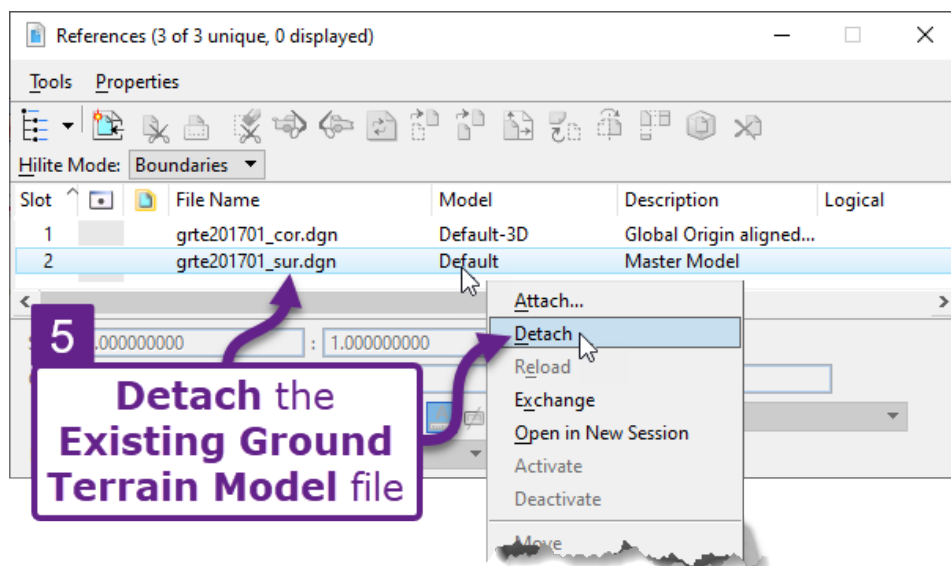 References (3 of 3 unique, 0 displayed)
Tools Properties
Hilite Mode: Boundaries
Slot File Name Model Description Logical
1 grte201701_cor.dgn Default-3D Global Origin aligned...
2 grte201701_sur.dgn Default Master Model
.000000000 : 1.000000000
5
Detach the
Existing Ground
Terrain Model file
Attach...
Detach
Reload
Exchange
Open in New Session
Activate
Deactivate
Move